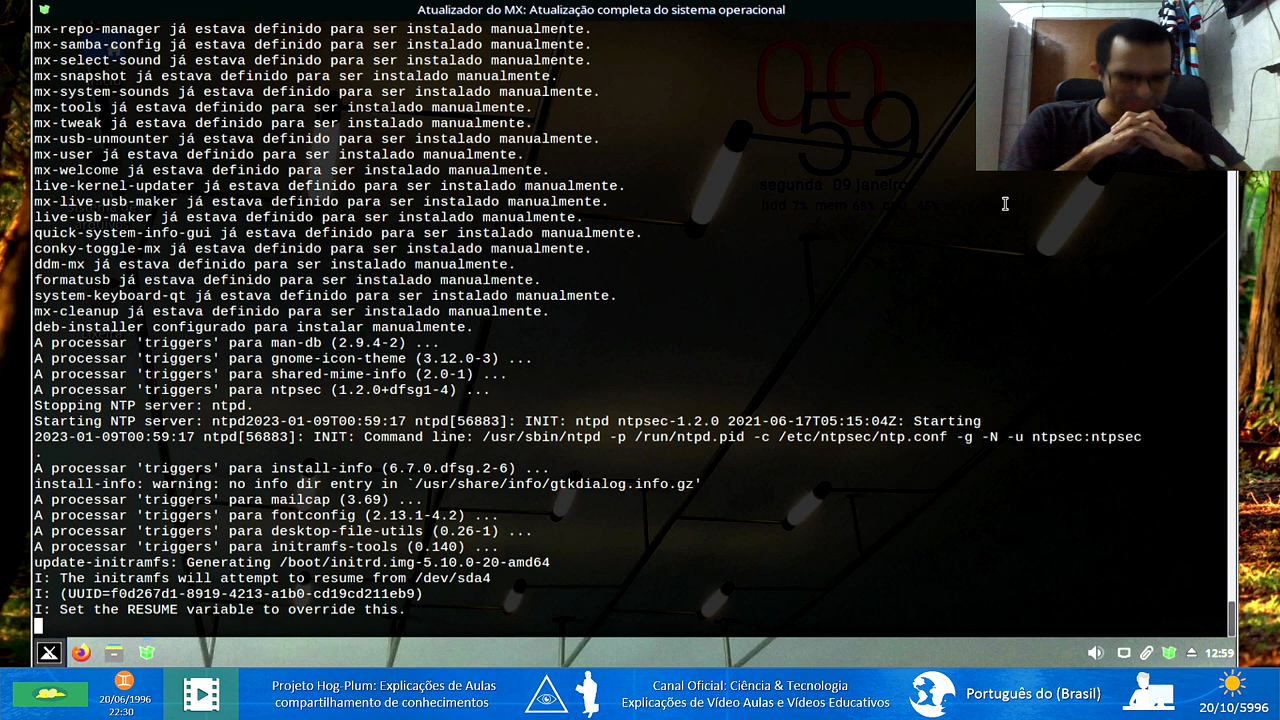 Atualizador do MX: Atualização completa do sistema operacional
mx-repo-manager já estava definido para ser instalado manualmente.
mx-samba-config já estava definido para ser instalado manualmente.
mx-select-sound já estava definido para ser instalado manualmente.
mx-snapshot já estava definido para ser instalado manualmente.
mx-system-sounds já estava definido para ser instalado manualmente.
mx-tools já estava definido para ser instalado manualmente.
mx-tweak já estava definido para ser instalado manualmente.
mx-usb-unmounter já estava definido para ser instalado manualmente.
mx-user já estava definido para ser instalado manualmente.
mx-welcome já estava definido para ser instalado manualmente.
live-kernel-updater já estava definido para ser instalado manualmente.
mx-live-usb-maker já estava definido para ser instalado manualmente.
live-usb-maker já estava definido para ser instalado manualmente.
quick-system-info-gui já estava definido para ser instalado manualmente.
conky-toggle-mx já estava definido para ser instalado manualmente.
ddm-mx já estava definido para ser instalado manualmente.
formatusb já estava definido para ser instalado manualmente.
system-keyboard-qt já estava definido para ser instalado manualmente.
mx-cleanup já estava definido para ser instalado manualmente.
deb-installer configurado para instalar manualmente.
A processar 'triggers' para man-db (2.9.4-2) ...
A processar 'triggers' para gnome-icon-theme (3.12.0-3) ...
A processar 'triggers' para shared-mime-info (2.0-1) ...
A processar 'triggers' para ntpsec (1.2.0+dfsg1-4) ...
Stopping NTP server: ntpd.
Starting NTP server: ntpd2023-01-09T00:59:17 ntpd[56883]: INIT: ntpd ntpsec-1.2.0 2021-06-17T05:15:04Z: Starting
2023-01-09T00:59:17 ntpd[56883]: INIT: Command line: /usr/sbin/ntpd -p /run/ntpd.pid -c /etc/ntpsec/ntp.conf -g -N -u ntpsec:ntpsec
.
A processar 'triggers' para install-info (6.7.0.dfsg.2-6) ...
install-info: warning: no info dir entry in `/usr/share/info/gtkdialog.info.gz'
A processar 'triggers' para mailcap (3.69) ...
A processar 'triggers' para fontconfig (2.13.1-4.2) ...
A processar 'triggers' para desktop-file-utils (0.26-1) ...
A processar 'triggers' para initramfs-tools (0.140) ...
update-initramfs: Generating /boot/initrd.img-5.10.0-20-amd64
I: The initramfs will attempt to resume from /dev/sda4
I: (UUID=f0d267d1-8919-4213-a1b0-cd19cd211eb9)
I: Set the RESUME variable to override this.
00
59
segunda 09 janeiro
hdd 7% mem 69% cpu
12:59
20/06/1996
22:30
Projeto Hog-Plum: Explicações de Aulas
compartilhamento de conhecimentos
Canal Oficial: Ciência & Tecnologia
Explicações de Vídeo Aulas e Vídeos Educativos
Português do (Brasil)
20/10/5996